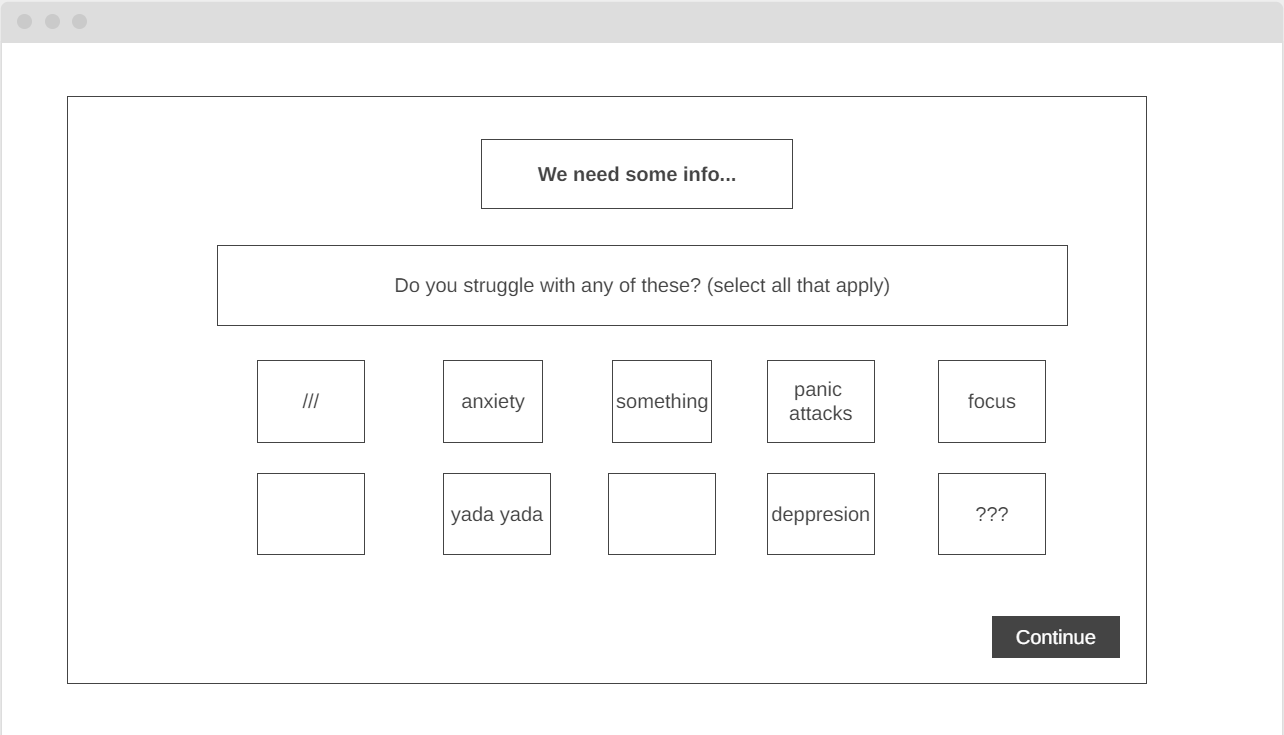 We need some info...
Do you struggle with any of these? (select all that apply)
///
anxiety
something
panic
attacks
focus
yada yada
deppresion
???
Continue